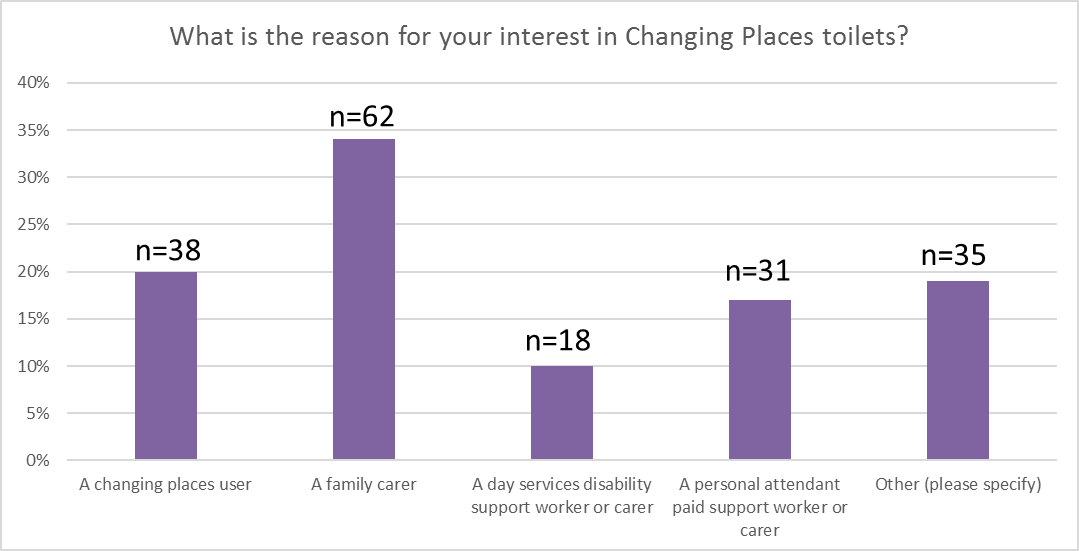 What is the reason for your interest in Changing Places toilets?
40%
35%
30%
25%
20%
15%
10%
5%
0%
n=38
n=62
n=18
n=31
n=35
A changing places user
A family carer
A day services disability
support worker or carer
A personal attendant
paid support worker or
carer
Other (please specify)